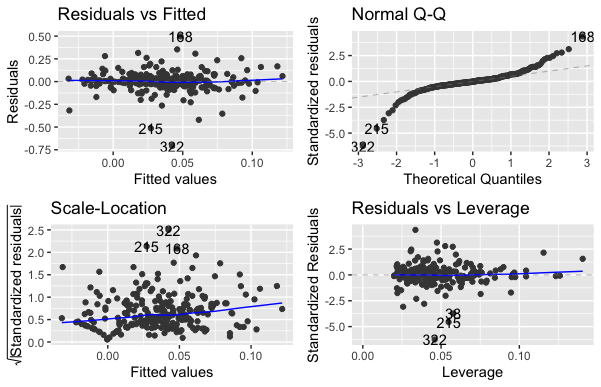 Residuals vs Fitted
Residuals
0.50
0.25
0.00
-0.25
-0.50
-0.75
168
215
322
0.00 0.05 0.10
Fitted values
Normal Q-Q
Standardized residuals
2.5
0.0
-2.5
-5.0
168
215
322
-3 -2 -1 0 1 2 3
Theoretical Quantiles
Scale-Location
√|Standardized residuals|
2.5
2.0
1.5
1.0
0.5
0.0
322
215 168
0.00 0.05 0.10
Fitted values
Residuals vs Leverage
Standardized Residuals
2.5
0.0
-2.5
-5.0
38
215
322
0.00 0.05 0.10
Leverage